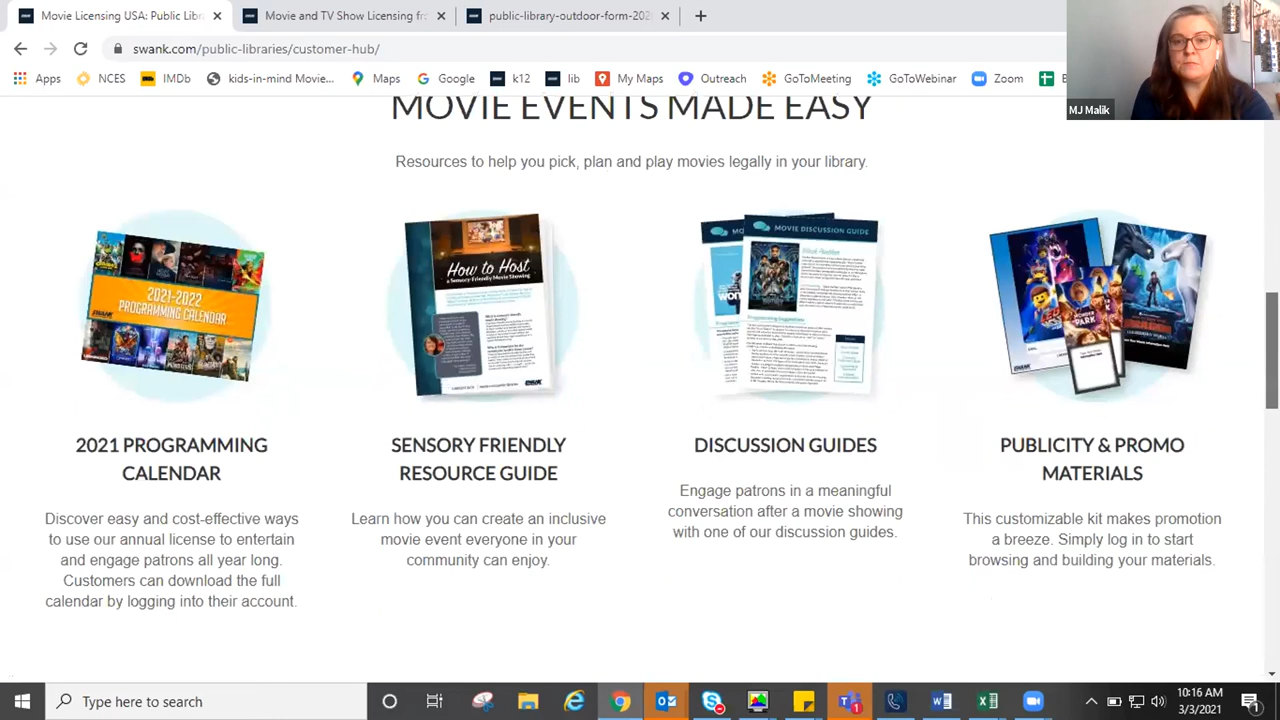 Movie Licensing USA: Public Libr
Movie and TV Show Licensing fr
public-library-outdoor-form-202
swank.com/public-libraries/customer-hub/
Apps
NCES
IMDb
kids-in-mind Movie...
Maps
Google
k12
lib
My Maps
Outreach
GoToMeeting
GoToWebinar
Zoom
MJ Malik
MOVIE EVENTS MADE EASY
Resources to help you pick, plan and play movies legally in your library.
2021-2022
PROGRAMMING CALENDAR
How to Host
a Sensory-Friendly Movie Showing
MOVIE DISCUSSION GUIDE
2021 PROGRAMMING
CALENDAR
Discover easy and cost-effective ways
to use our annual license to entertain
and engage patrons all year long.
Customers can download the full
calendar by logging into their account.
SENSORY FRIENDLY
RESOURCE GUIDE
Learn how you can create an inclusive
movie event everyone in your
community can enjoy.
DISCUSSION GUIDES
Engage patrons in a meaningful
conversation after a movie showing
with one of our discussion guides.
PUBLICITY & PROMO
MATERIALS
This customizable kit makes promotion
a breeze. Simply log in to start
browsing and building your materials.
Type here to search
10:16 AM
3/3/2021